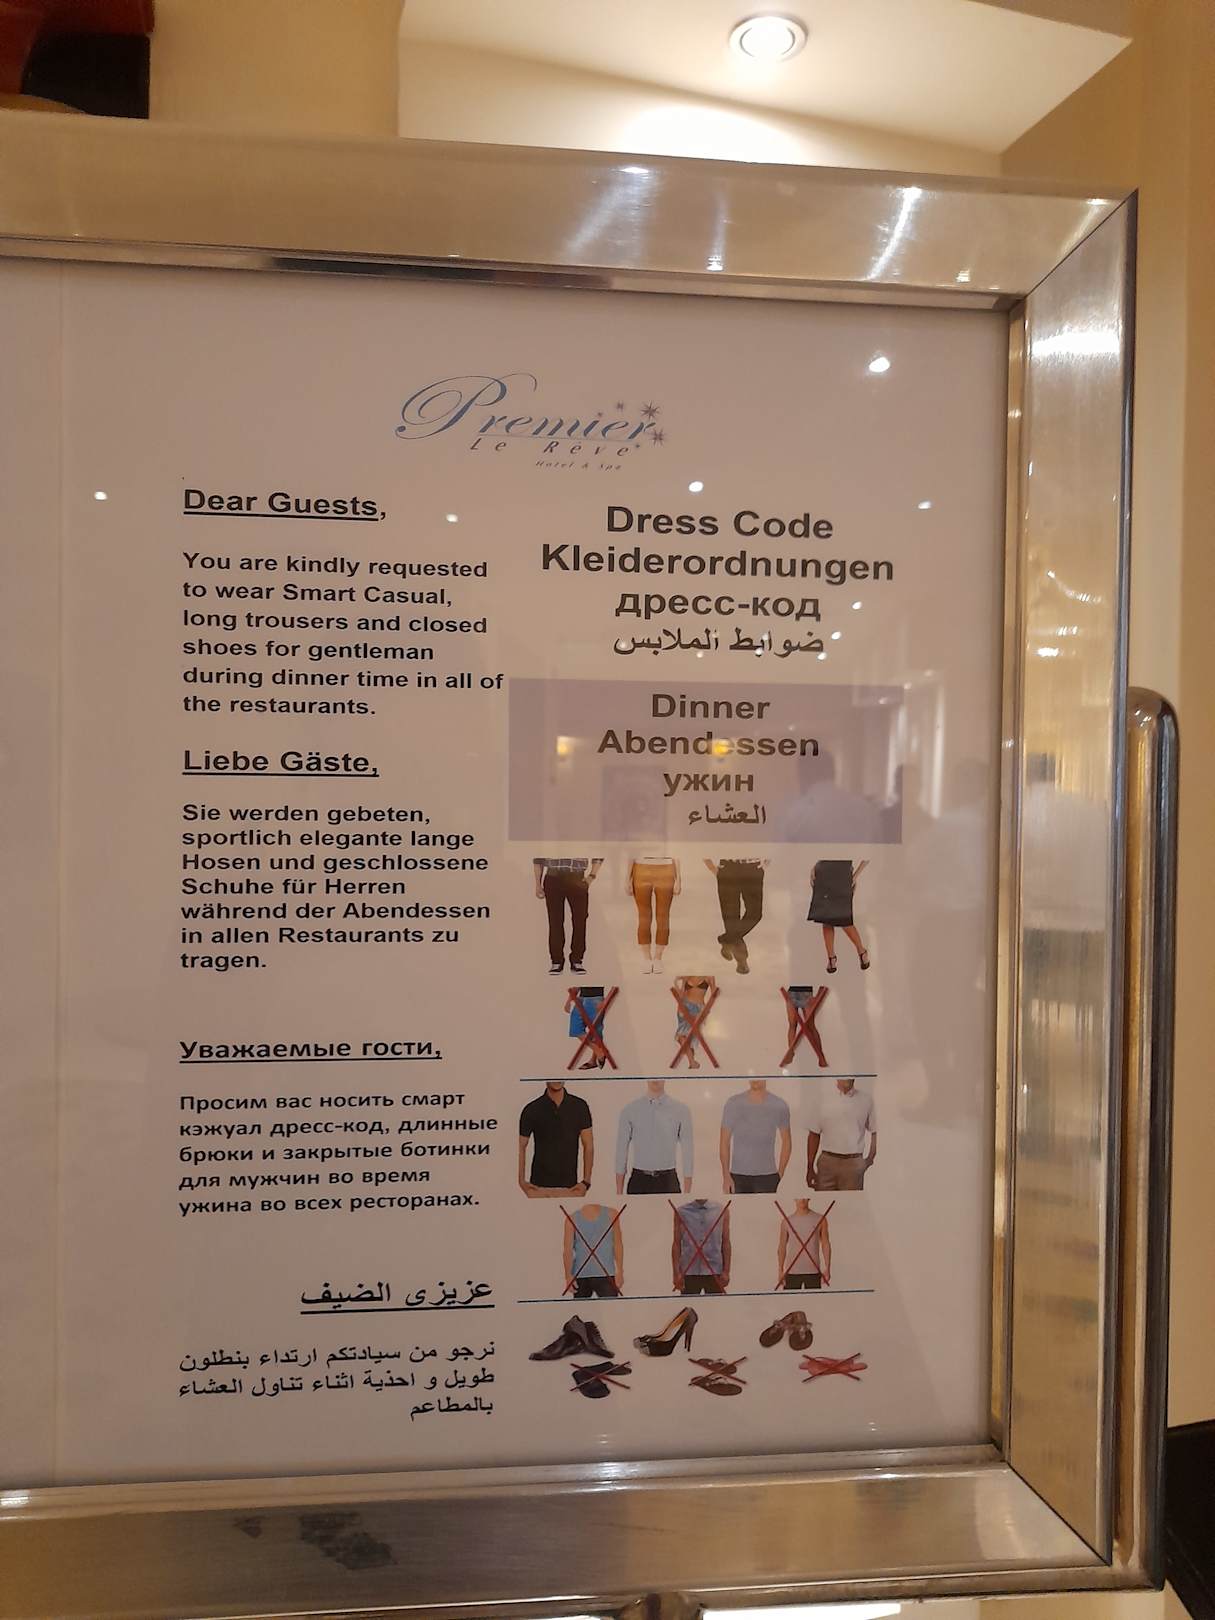 Premier
Le Rêve
Hotel & Spa
Dear Guests,
You are kindly requested
to wear Smart Casual,
long trousers and closed
shoes for gentleman
during dinner time in all of
the restaurants.
Liebe Gäste,
Sie werden gebeten,
sportlich elegante lange
Hosen und geschlossene
Schuhe für Herren
während der Abendessen
in allen Restaurants zu
tragen.
Уважаемые гости,
Просим вас носить смарт
кэжуал дресс-код, длинные
брюки и закрытые ботинки
для мужчин во время
ужина во всех ресторанах.
عزيزى الضيف
نرجو من سيادتكم ارتداء بنطلون
طويل و احذية اثناء تناول العشاء
بالمطاعم
Dress Code
Kleiderordnungen
дресс-код
ضوابط الملابس
Dinner
Abendessen
ужин
العشاء